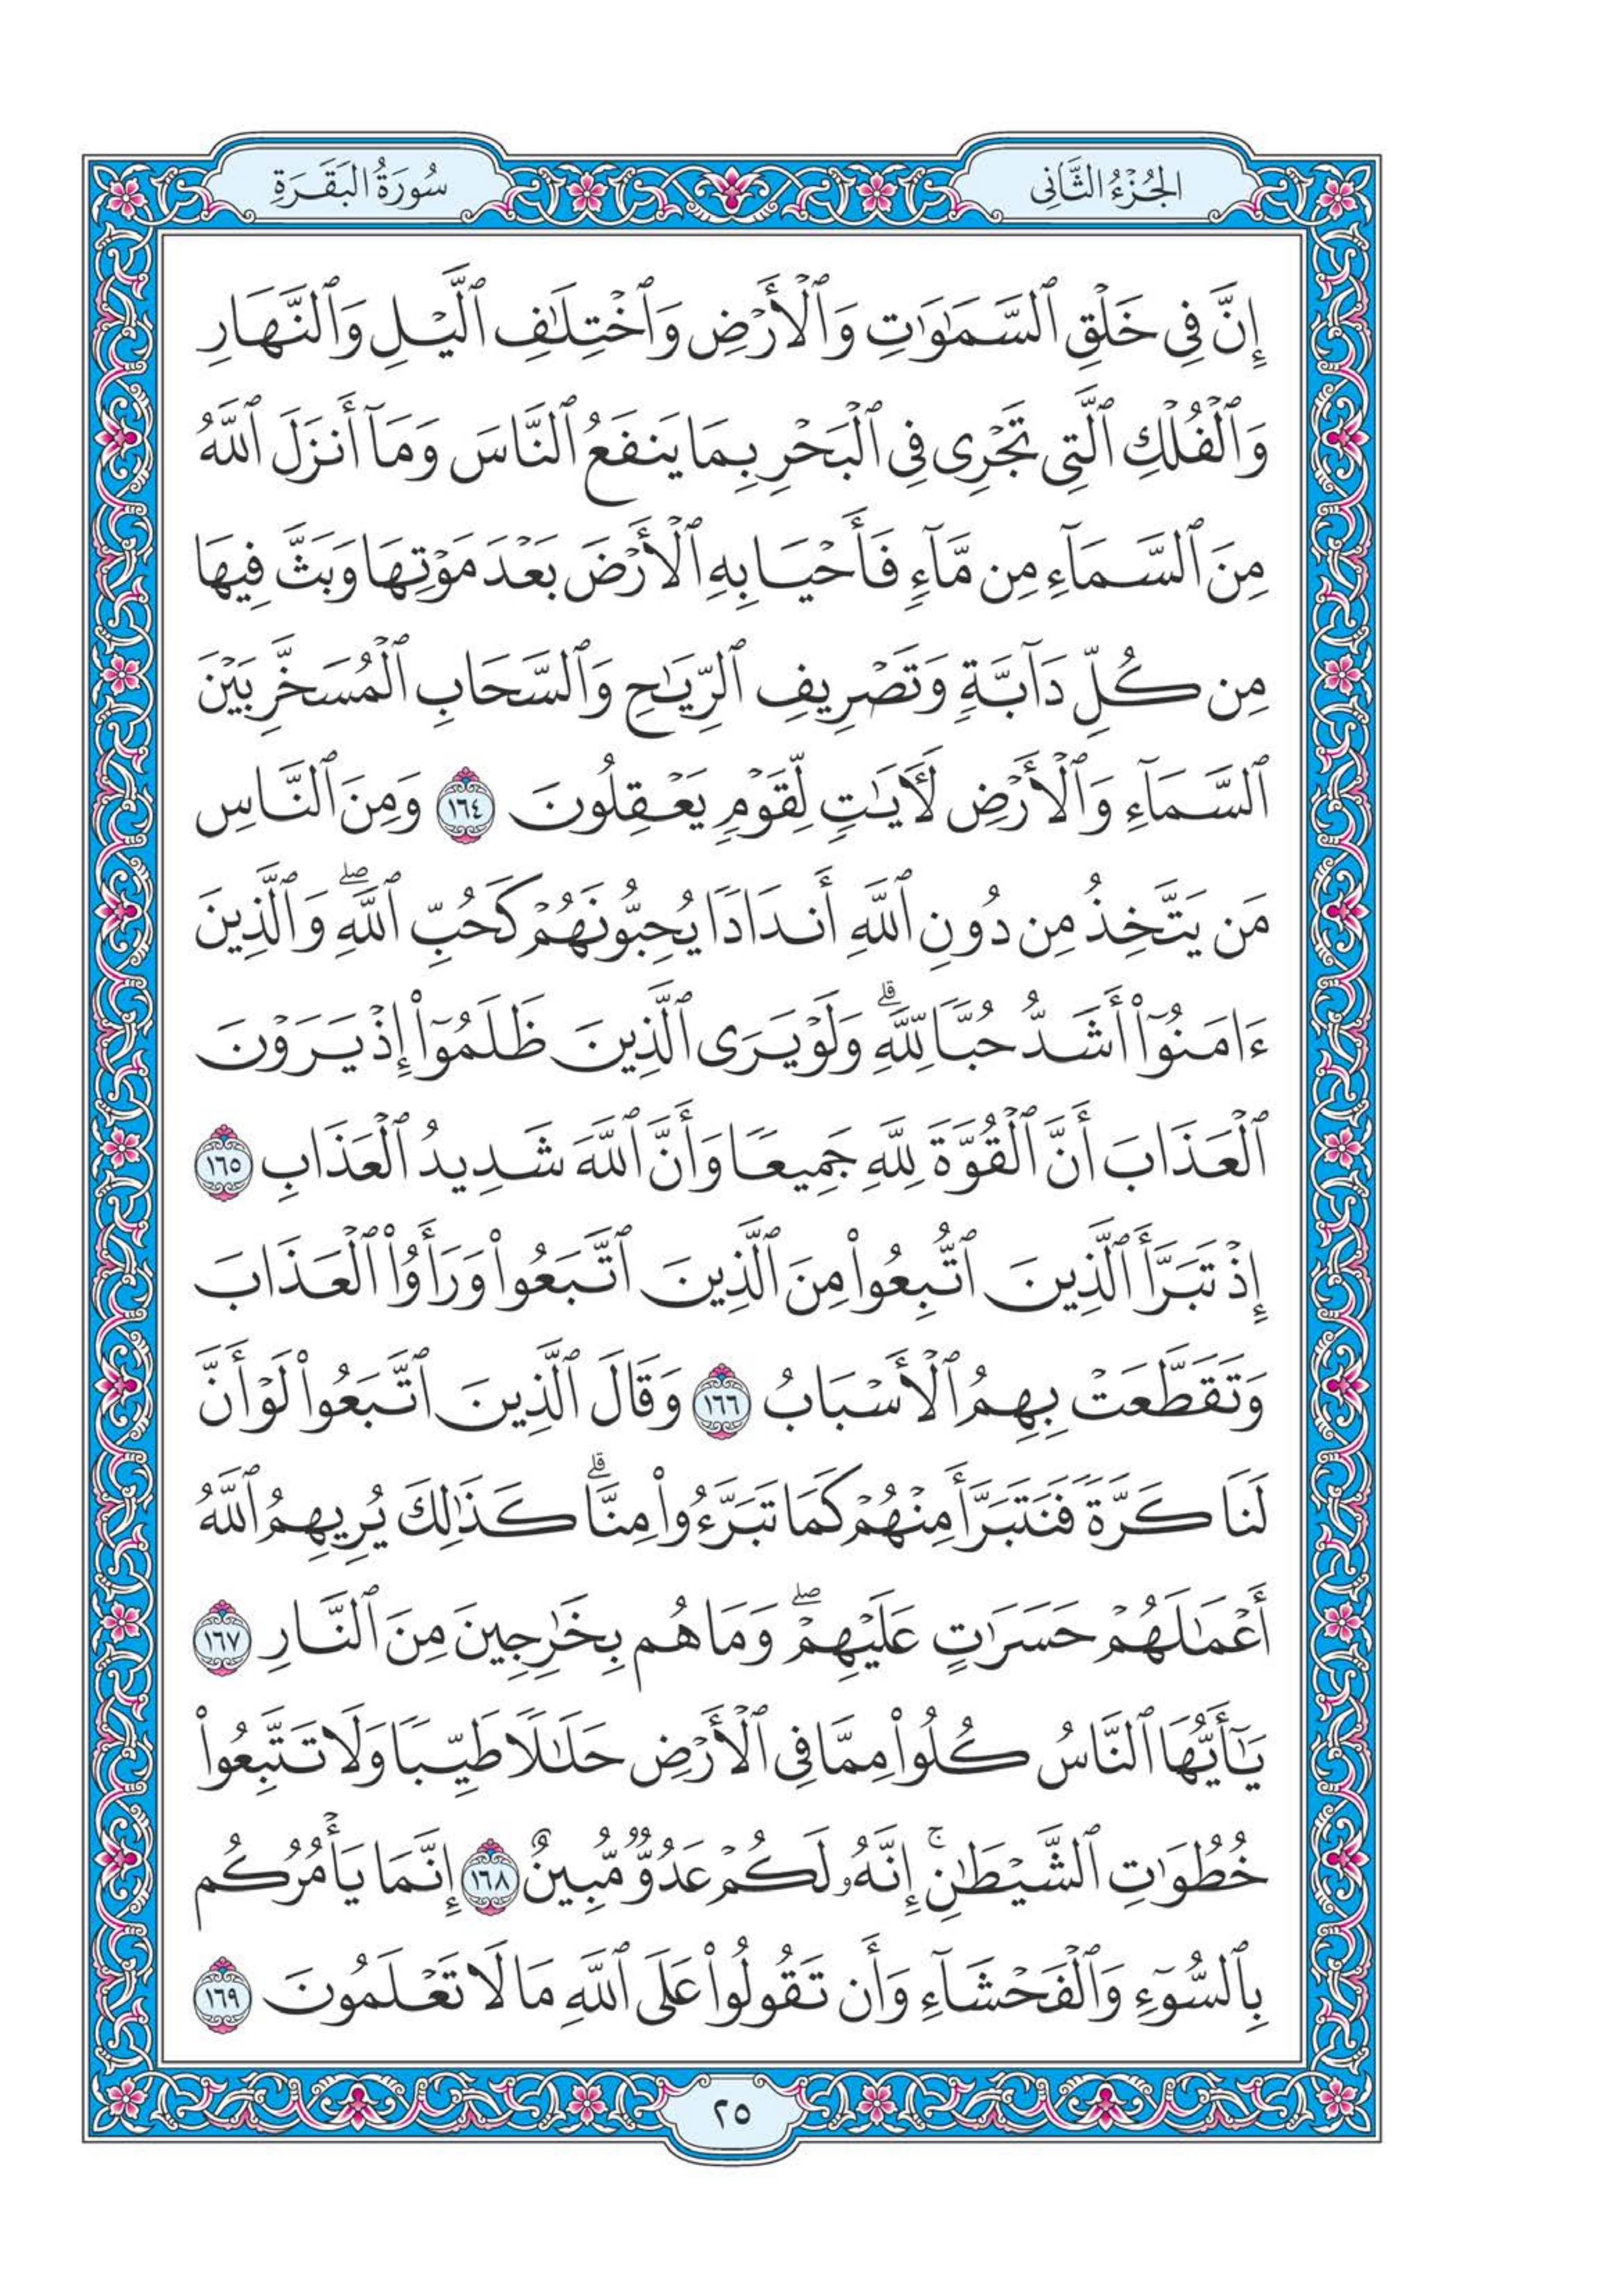 الجُزْءُ الثَّانِى
سُورَةُ البَقَرَةِ
إِنَّ فِى خَلْقِ ٱلسَّمَٰوَٰتِ وَٱلْأَرْضِ وَٱخْتِلَٰفِ ٱلَّيْلِ وَٱلنَّهَارِ
وَٱلْفُلْكِ ٱلَّتِى تَجْرِى فِى ٱلْبَحْرِ بِمَا يَنفَعُ ٱلنَّاسَ وَمَآ أَنزَلَ ٱللَّهُ
مِنَ ٱلسَّمَآءِ مِن مَّآءٍ فَأَحْيَا بِهِ ٱلْأَرْضَ بَعْدَ مَوْتِهَا وَبَثَّ فِيهَا
مِن كُلِّ دَآبَّةٍ وَتَصْرِيفِ ٱلرِّيَٰحِ وَٱلسَّحَابِ ٱلْمُسَخَّرِ بَيْنَ
ٱلسَّمَآءِ وَٱلْأَرْضِ لَأَيَٰتٍ لِّقَوْمٍ يَعْقِلُونَ ١٦٤ وَمِنَ ٱلنَّاسِ
مَن يَتَّخِذُ مِن دُونِ ٱللَّهِ أَندَادًا يُحِبُّونَهُمْ كَحُبِّ ٱللَّهِۖ وَٱلَّذِينَ
ءَامَنُوٓا۟ أَشَدُّ حُبًّا لِّلَّهِۗ وَلَوْ يَرَى ٱلَّذِينَ ظَلَمُوٓا۟ إِذْ يَرَوْنَ
ٱلْعَذَابَ أَنَّ ٱلْقُوَّةَ لِلَّهِ جَمِيعًا وَأَنَّ ٱللَّهَ شَدِيدُ ٱلْعَذَابِ ١٦٥
إِذْ تَبَرَّأَ ٱلَّذِينَ ٱتُّبِعُوا۟ مِنَ ٱلَّذِينَ ٱتَّبَعُوا۟ وَرَأَوُا۟ ٱلْعَذَابَ
وَتَقَطَّعَتْ بِهِمُ ٱلْأَسْبَابُ ١٦٦ وَقَالَ ٱلَّذِينَ ٱتَّبَعُوا۟ لَوْ أَنَّ
لَنَا كَرَّةً فَنَتَبَرَّأَ مِنْهُمْ كَمَا تَبَرَّءُوا۟ مِنَّاۗ كَذَٰلِكَ يُرِيهِمُ ٱللَّهُ
أَعْمَٰلَهُمْ حَسَرَٰتٍ عَلَيْهِمْۖ وَمَا هُم بِخَٰرِجِينَ مِنَ ٱلنَّارِ ١٦٧
يَٰٓأَيُّهَا ٱلنَّاسُ كُلُوا۟ مِمَّا فِى ٱلْأَرْضِ حَلَٰلًا طَيِّبًا وَلَا تَتَّبِعُوا۟
خُطُوَٰتِ ٱلشَّيْطَٰنِۚ إِنَّهُۥ لَكُمْ عَدُوٌّ مُّبِينٌ ١٦٨ إِنَّمَا يَأْمُرُكُم
بِٱلسُّوٓءِ وَٱلْفَحْشَآءِ وَأَن تَقُولُوا۟ عَلَى ٱللَّهِ مَا لَا تَعْلَمُونَ ١٦٩
٢٥